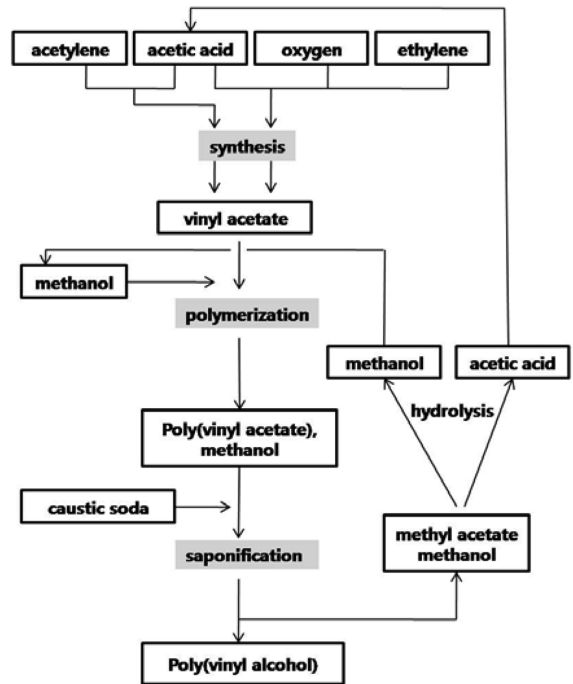 acetylene
acetic acid
oxygen
ethylene
synthesis
vinyl acetate
methanol
polymerization
methanol
acetic acid
hydrolysis
Poly(vinyl acetate),
methanol
caustic soda
methyl acetate
methanol
saponification
Poly(vinyl alcohol)